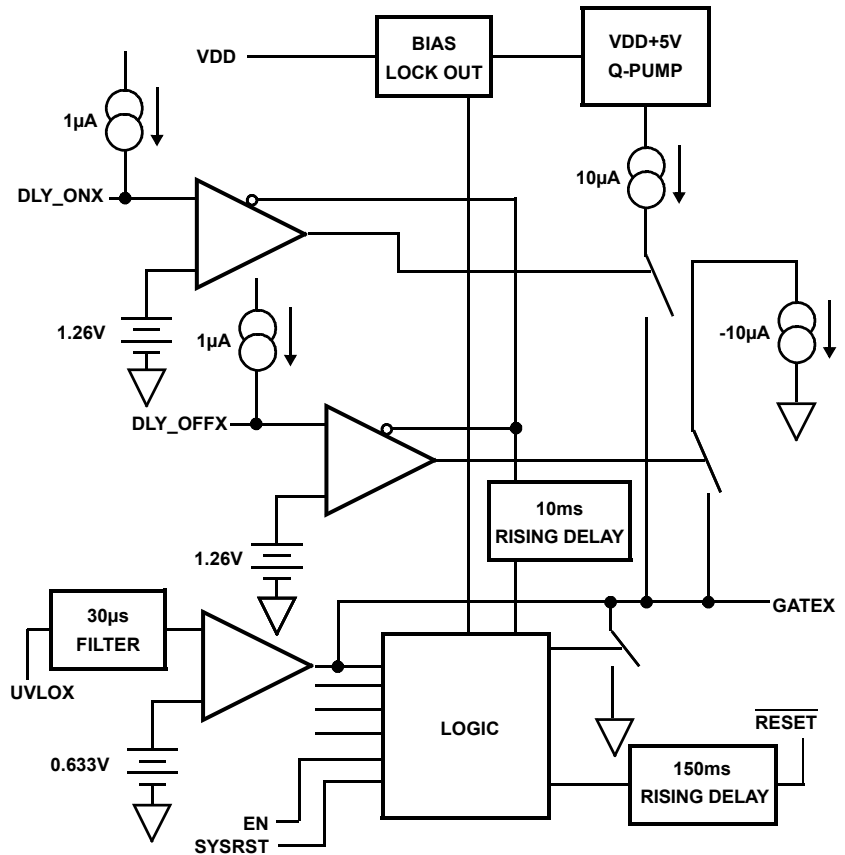 VDD
BIAS
LOCK OUT
VDD+5V
Q-PUMP
1µA
10µA
DLY_ONX
1.26V
1µA
-10µA
DLY_OFFX
10ms
RISING DELAY
1.26V
30µs
FILTER
GATEX
UVLOX
LOGIC
RESET
0.633V
150ms
RISING DELAY
EN
SYSRST